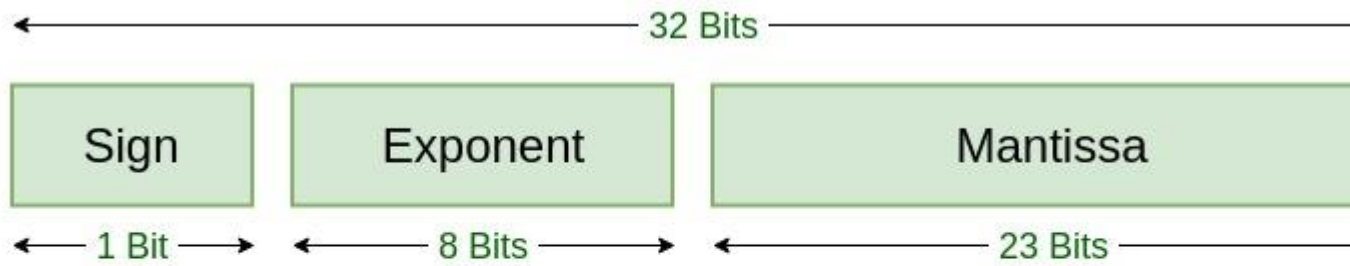 32 Bits
Sign Exponent Mantissa
1 Bit 8 Bits 23 Bits